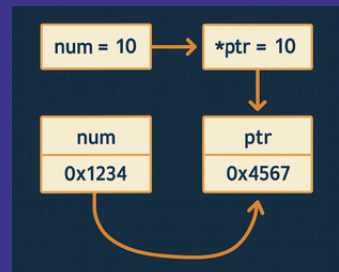 num = 10
*ptr = 10
num
0x1234
ptr
0x4567